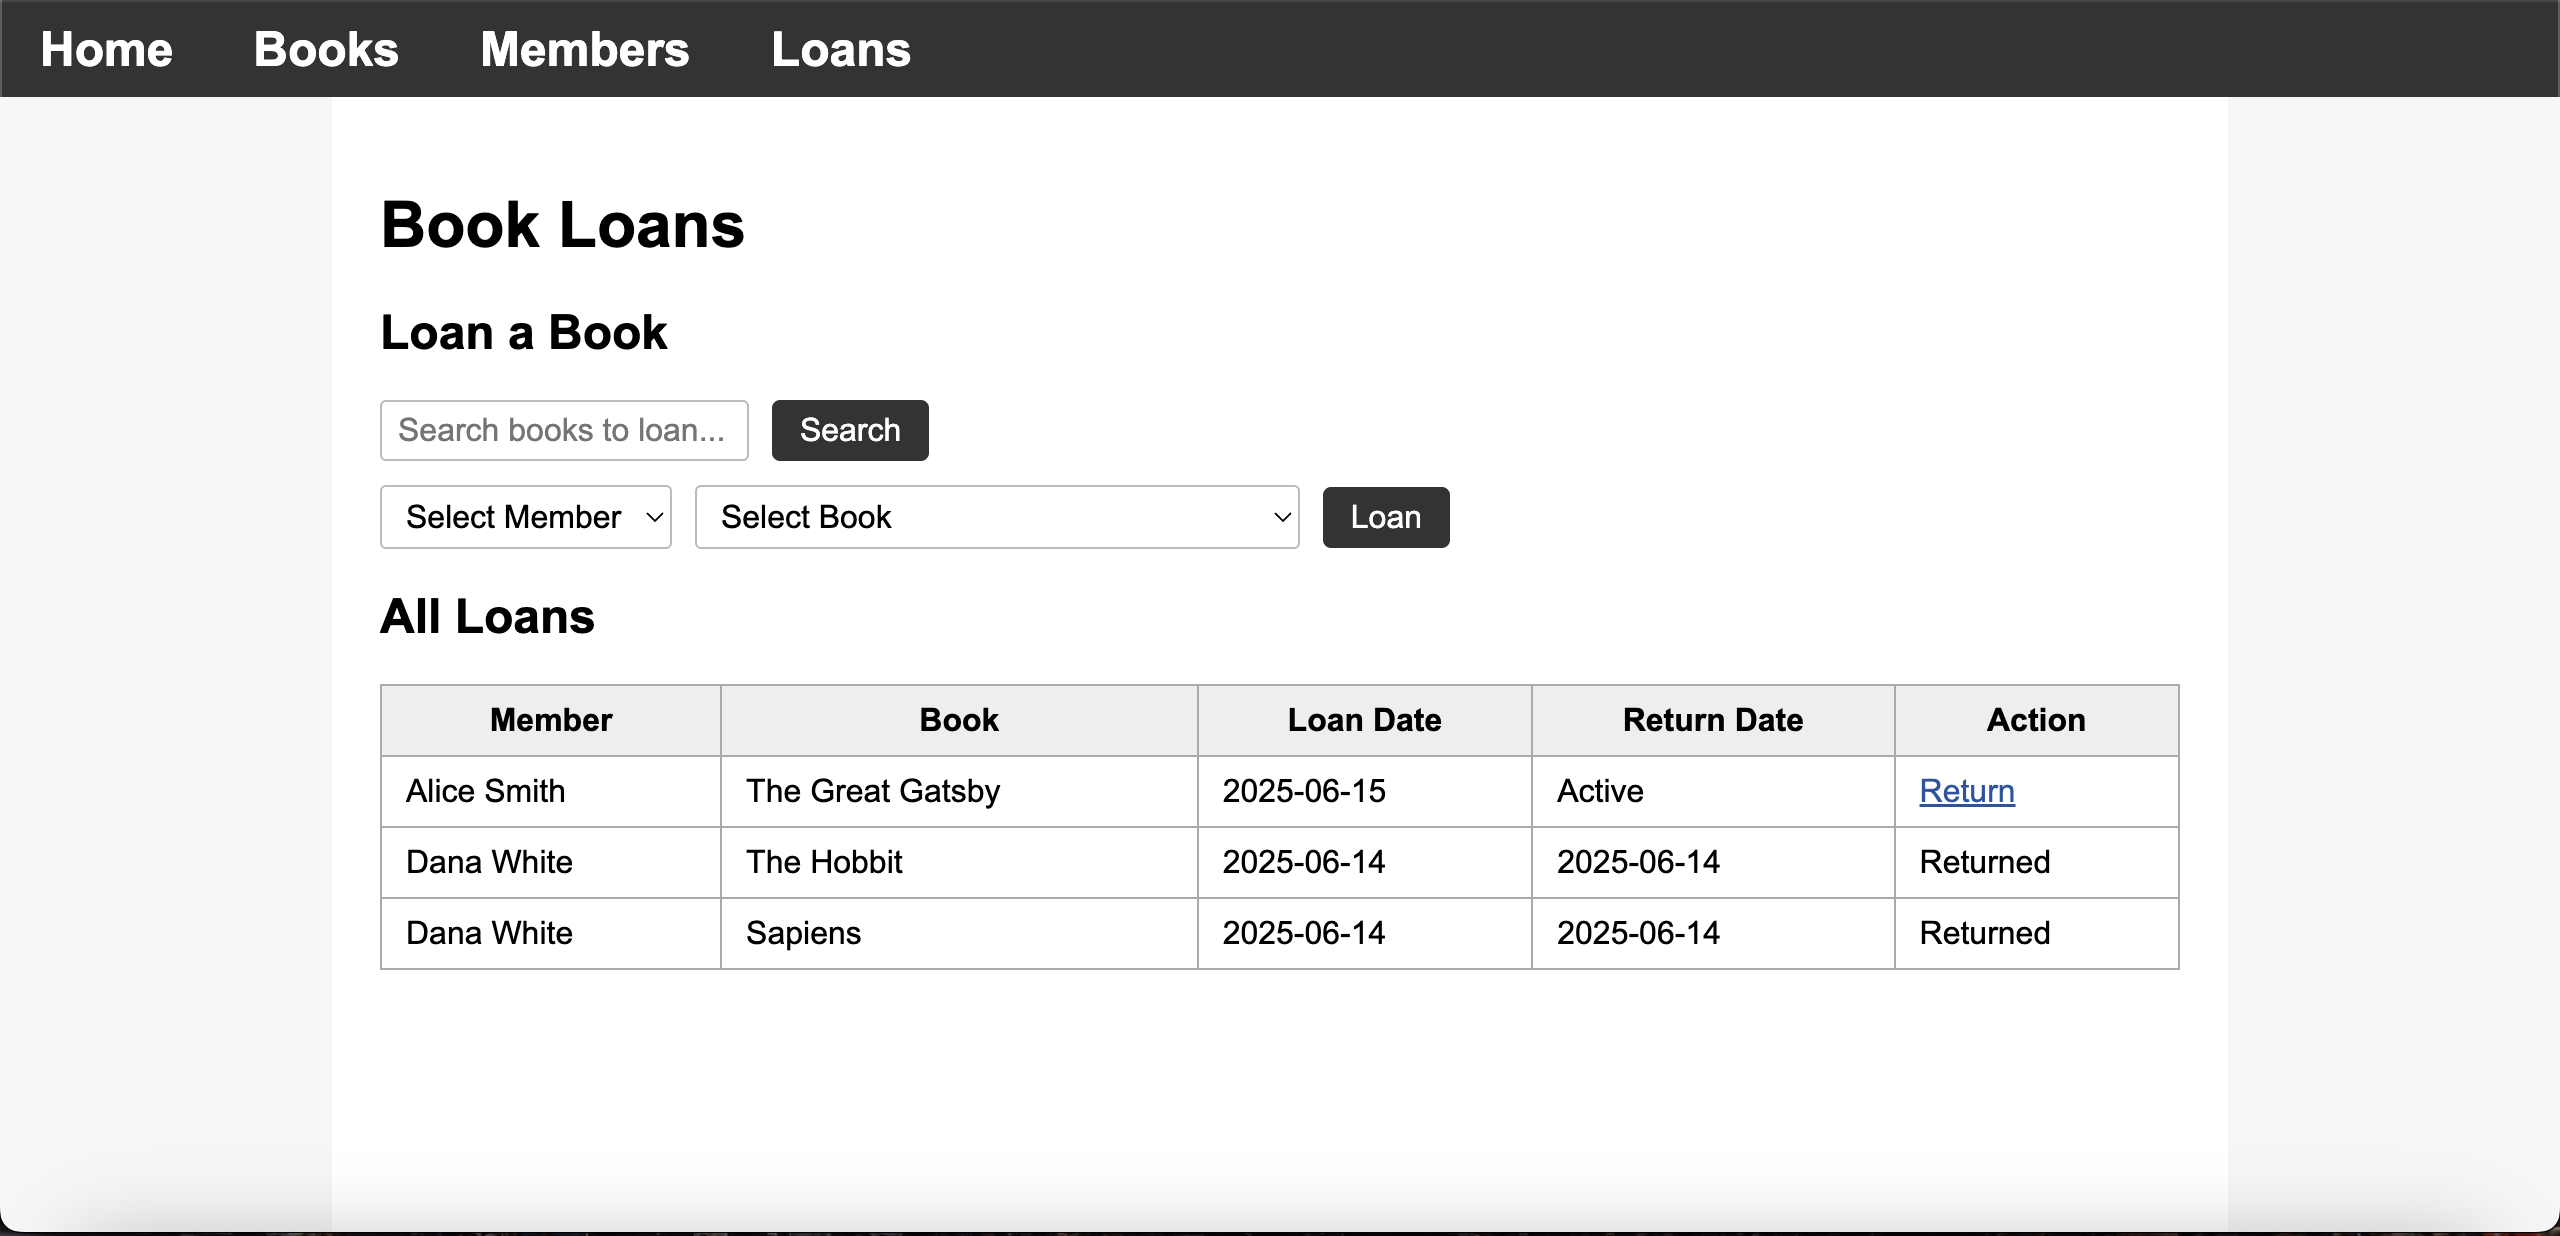 Home Books Members Loans
Book Loans
Loan a Book
Search books to loan... Search
Select Member Select Book Loan
All Loans
Member Book Loan Date Return Date Action
Alice Smith The Great Gatsby 2025-06-15 Active Return
Dana White The Hobbit 2025-06-14 2025-06-14 Returned
Dana White Sapiens 2025-06-14 2025-06-14 Returned